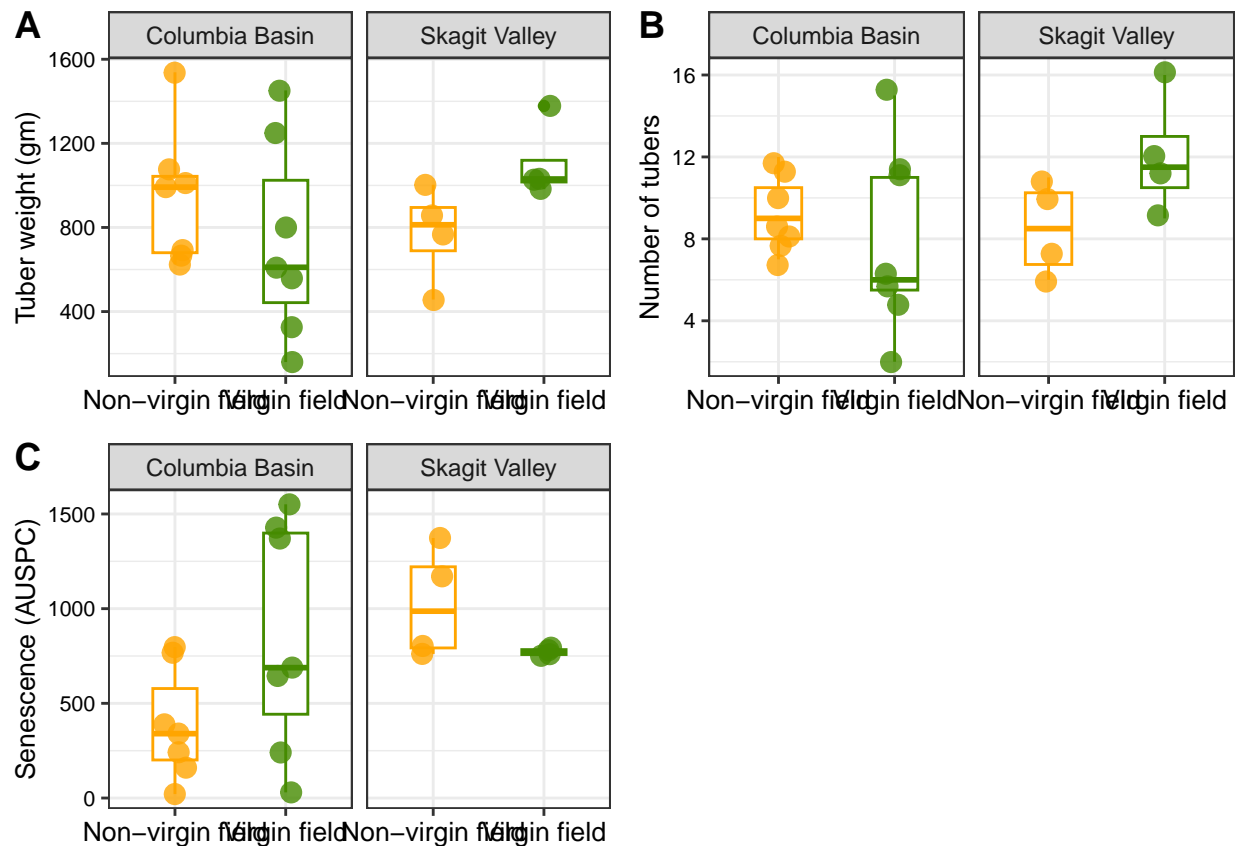 A
Columbia Basin
Skagit Valley
Tuber weight (gm)
1600
1200
800
400
Non−virgin field
Virgin field
Non−virgin field
Virgin field
B
Columbia Basin
Skagit Valley
Number of tubers
16
12
8
4
Non−virgin field
Virgin field
Non−virgin field
Virgin field
C
Columbia Basin
Skagit Valley
Senescence (AUSPC)
1500
1000
500
0
Non−virgin field
Virgin field
Non−virgin field
Virgin field